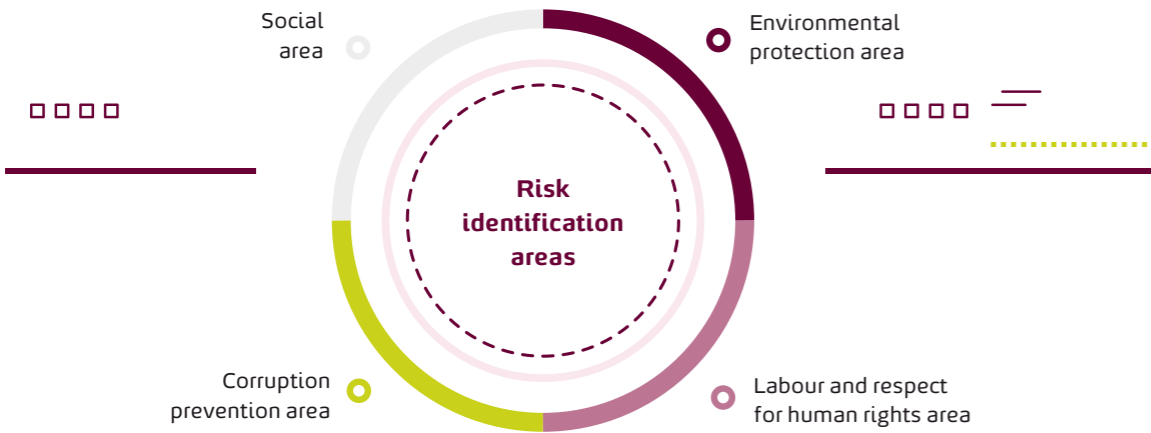 Social
area
Environmental
protection area
Risk
identification
areas
Corruption
prevention area
Labour and respect
for human rights area